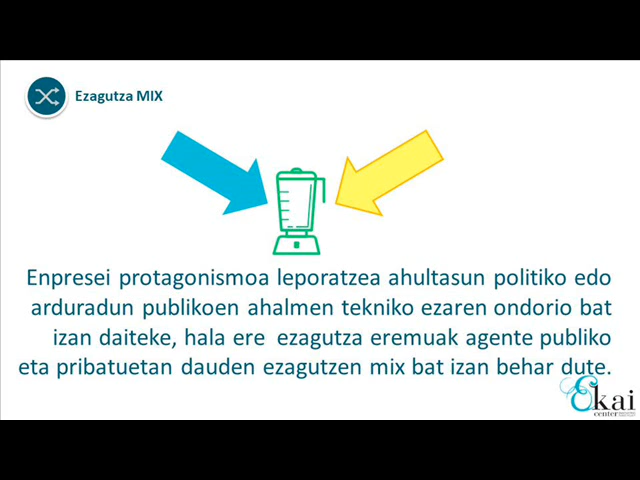 Ezagutza MIX
Enpresei protagonismoa leporatzea ahultasun politiko edo
arduradun publikoen ahalmen tekniko ezaren ondorio bat
izan daiteke, hala ere ezagutza eremuak agente publiko
eta pribatuetan dauden ezagutzen mix bat izan behar dute.
Ekai
center